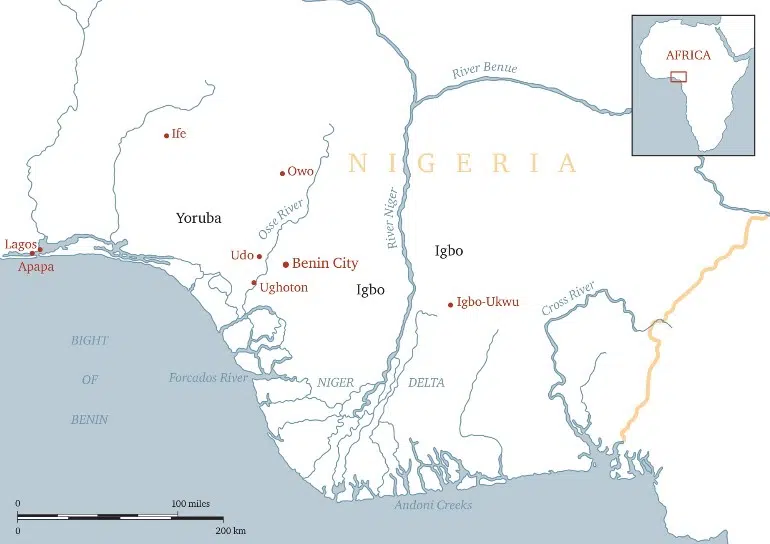 AFRICA
River Benue
Ife
NIGERIA
Owo
River Niger
Osse River
Yoruba
Lagos
Apapa
Udo
Benin City
Igbo
Ughoton
Igbo
Igbo-Ukwu
Cross River
BIGHT
OF
BENIN
Forcados River
NIGER DELTA
Andoni Creeks
0 100 miles
0 200 km